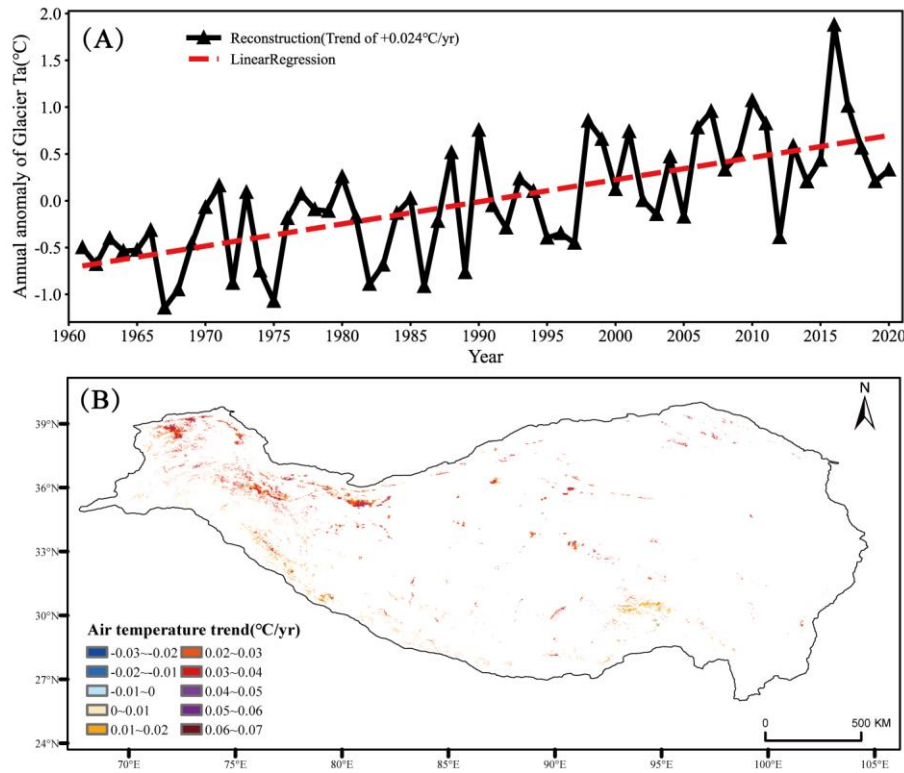 (A)
Reconstruction(Trend of +0.024℃/yr)
LinearRegression
Annual anomaly of Glacier Ta(℃)
2.0
1.5
1.0
0.5
0.0
-0.5
-1.0
1960 1965 1970 1975 1980 1985 1990 1995 2000 2005 2010 2015 2020
Year
(B)
N
39°N
36°N
33°N
30°N
27°N
24°N
Air temperature trend(℃/yr)
-0.03~-0.02 0.02~0.03
-0.02~-0.01 0.03~0.04
-0.01~0 0.04~0.05
0~0.01 0.05~0.06
0.01~0.02 0.06~0.07
0 500 KM
70°E 75°E 80°E 85°E 90°E 95°E 100°E 105°E